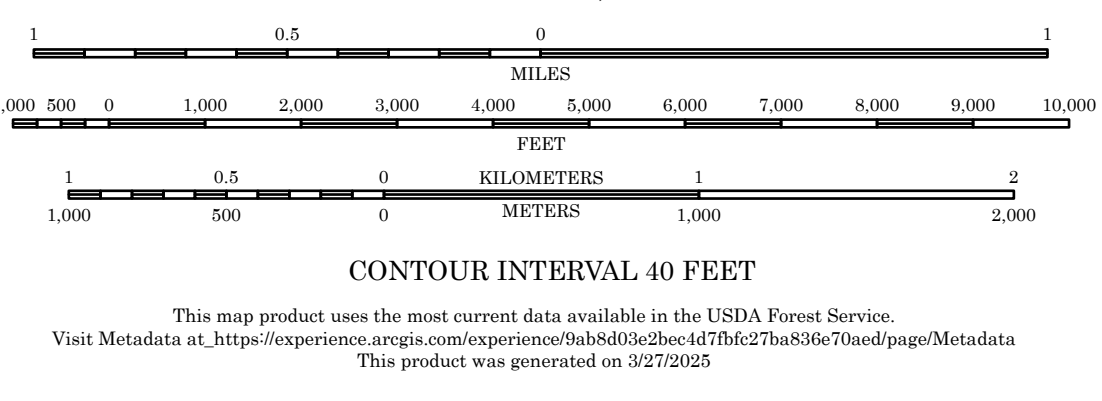 1 0.5 0 1
MILES
,000 500 0 1,000 2,000 3,000 4,000 5,000 6,000 7,000 8,000 9,000 10,000
FEET
1 0.5 0 KILOMETERS 1 2
1,000 500 0 METERS 1,000 2,000
CONTOUR INTERVAL 40 FEET
This map product uses the most current data available in the USDA Forest Service.
Visit Metadata at_https://experience.arcgis.com/experience/9ab8d03e2bec4d7fbfc27ba836e70aed/page/Metadata
This product was generated on 3/27/2025